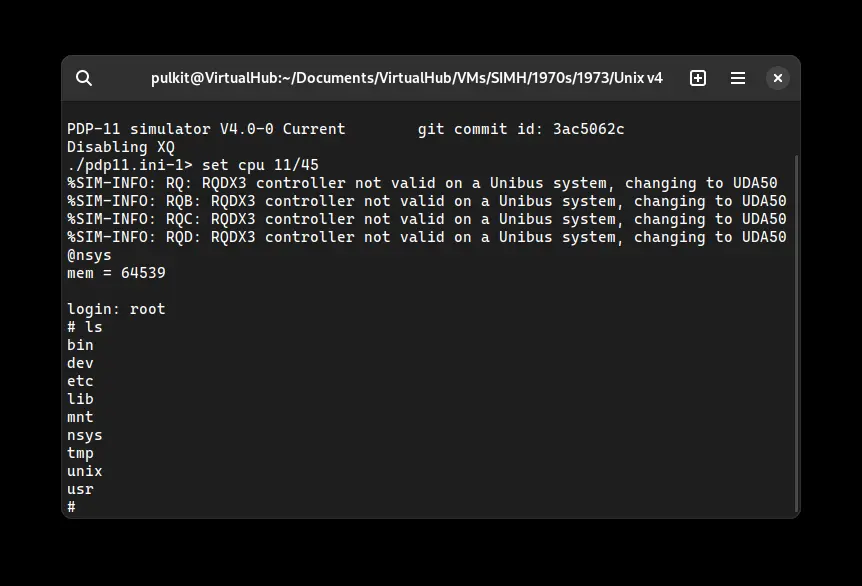 pulkit@VirtualHub:~/Documents/VirtualHub/VMs/SIMH/1970s/1973/Unix v4
PDP-11 simulator V4.0-0 Current        git commit id: 3ac5062c
Disabling XQ
./pdp11.ini-1> set cpu 11/45
%SIM-INFO: RQ: RQDX3 controller not valid on a Unibus system, changing to UDA50
%SIM-INFO: RQB: RQDX3 controller not valid on a Unibus system, changing to UDA50
%SIM-INFO: RQC: RQDX3 controller not valid on a Unibus system, changing to UDA50
%SIM-INFO: RQD: RQDX3 controller not valid on a Unibus system, changing to UDA50
@nsys
mem = 64539
login: root
# ls
bin
dev
etc
lib
mnt
nsys
tmp
unix
usr
#